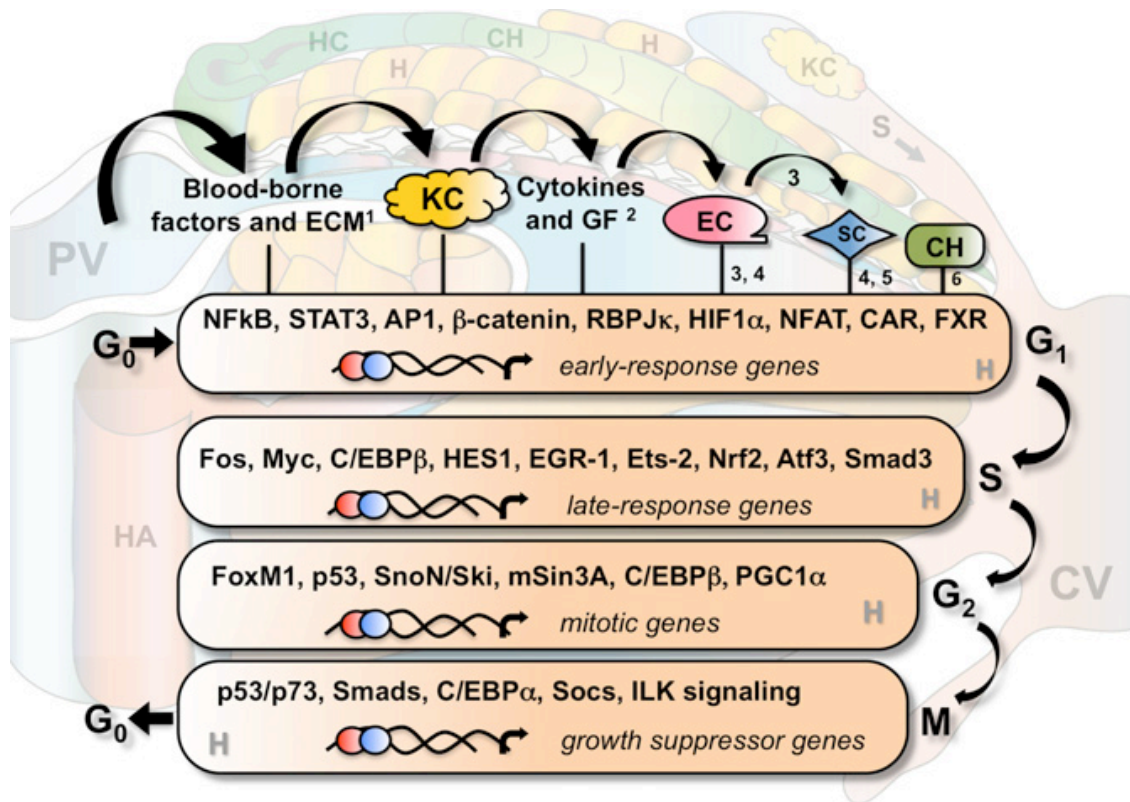 HC
CH
H
H
KC
S
3
Blood-borne
factors and ECM¹
KC
Cytokines
and GF ²
EC
SC
CH
PV
3, 4
4, 5
6
NFkB, STAT3, AP1, β-catenin, RBPJκ, HIF1α, NFAT, CAR, FXR
G₀
G₁
early-response genes
H
Fos, Myc, C/EBPβ, HES1, EGR-1, Ets-2, Nrf2, Atf3, Smad3
S
late-response genes
H
HA
FoxM1, p53, SnoN/Ski, mSin3A, C/EBPβ, PGC1α
G₂
CV
mitotic genes
H
p53/p73, Smads, C/EBPα, Socs, ILK signaling
G₀
M
H
growth suppressor genes